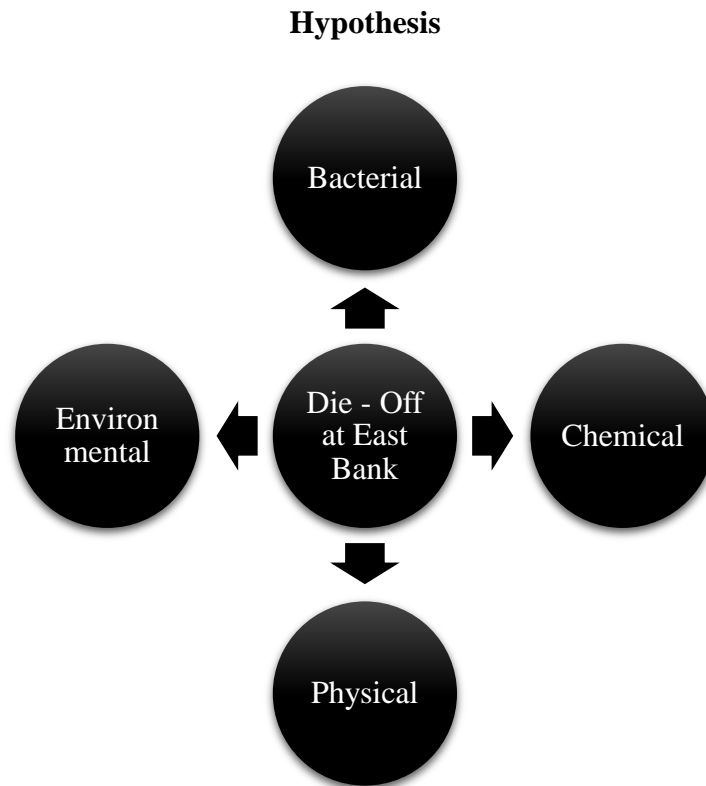 Hypothesis
Bacterial
Environ
mental
Die - Off
at East
Bank
Chemical
Physical